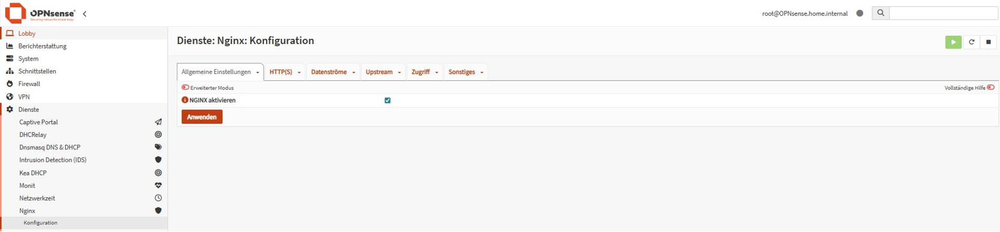 OPNsense®
Securing networks made easy
root@OPNsense.home.internal
Lobby
Berichterstattung
System
Schnittstellen
Firewall
VPN
Dienste
Captive Portal
DHCRelay
Dnsmasq DNS & DHCP
Intrusion Detection (IDS)
Kea DHCP
Monit
Netzwerkzeit
Nginx
Konfiguration
Dienste: Nginx: Konfiguration
Allgemeine Einstellungen HTTP(S) Datenströme Upstream Zugriff Sonstiges
Erweiterter Modus Vollständige Hilfe
NGINX aktivieren
Anwenden